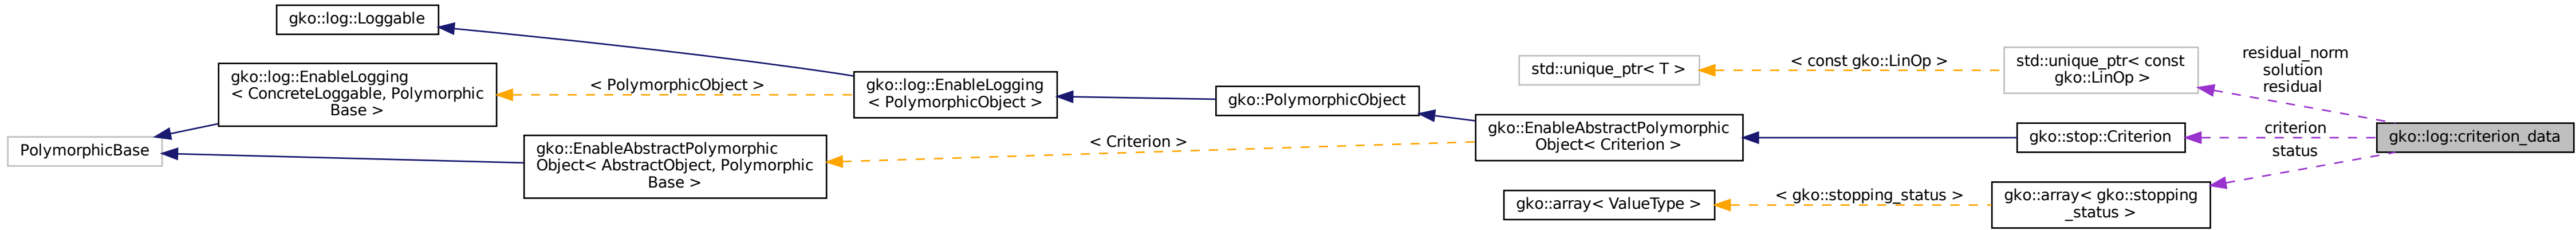 gko::log::Loggable
gko::log::EnableLogging
< ConcreteLoggable, Polymorphic
Base >
PolymorphicBase
gko::EnableAbstractPolymorphic
Object< AbstractObject, Polymorphic
Base >
< PolymorphicObject >
gko::log::EnableLogging
< PolymorphicObject >
< Criterion >
gko::PolymorphicObject
gko::EnableAbstractPolymorphic
Object< Criterion >
std::unique_ptr< T >
< const gko::LinOp >
std::unique_ptr< const
gko::LinOp >
residual_norm
solution
residual
gko::stop::Criterion
criterion
gko::log::criterion_data
status
gko::array< ValueType >
< gko::stopping_status >
gko::array< gko::stopping
_status >